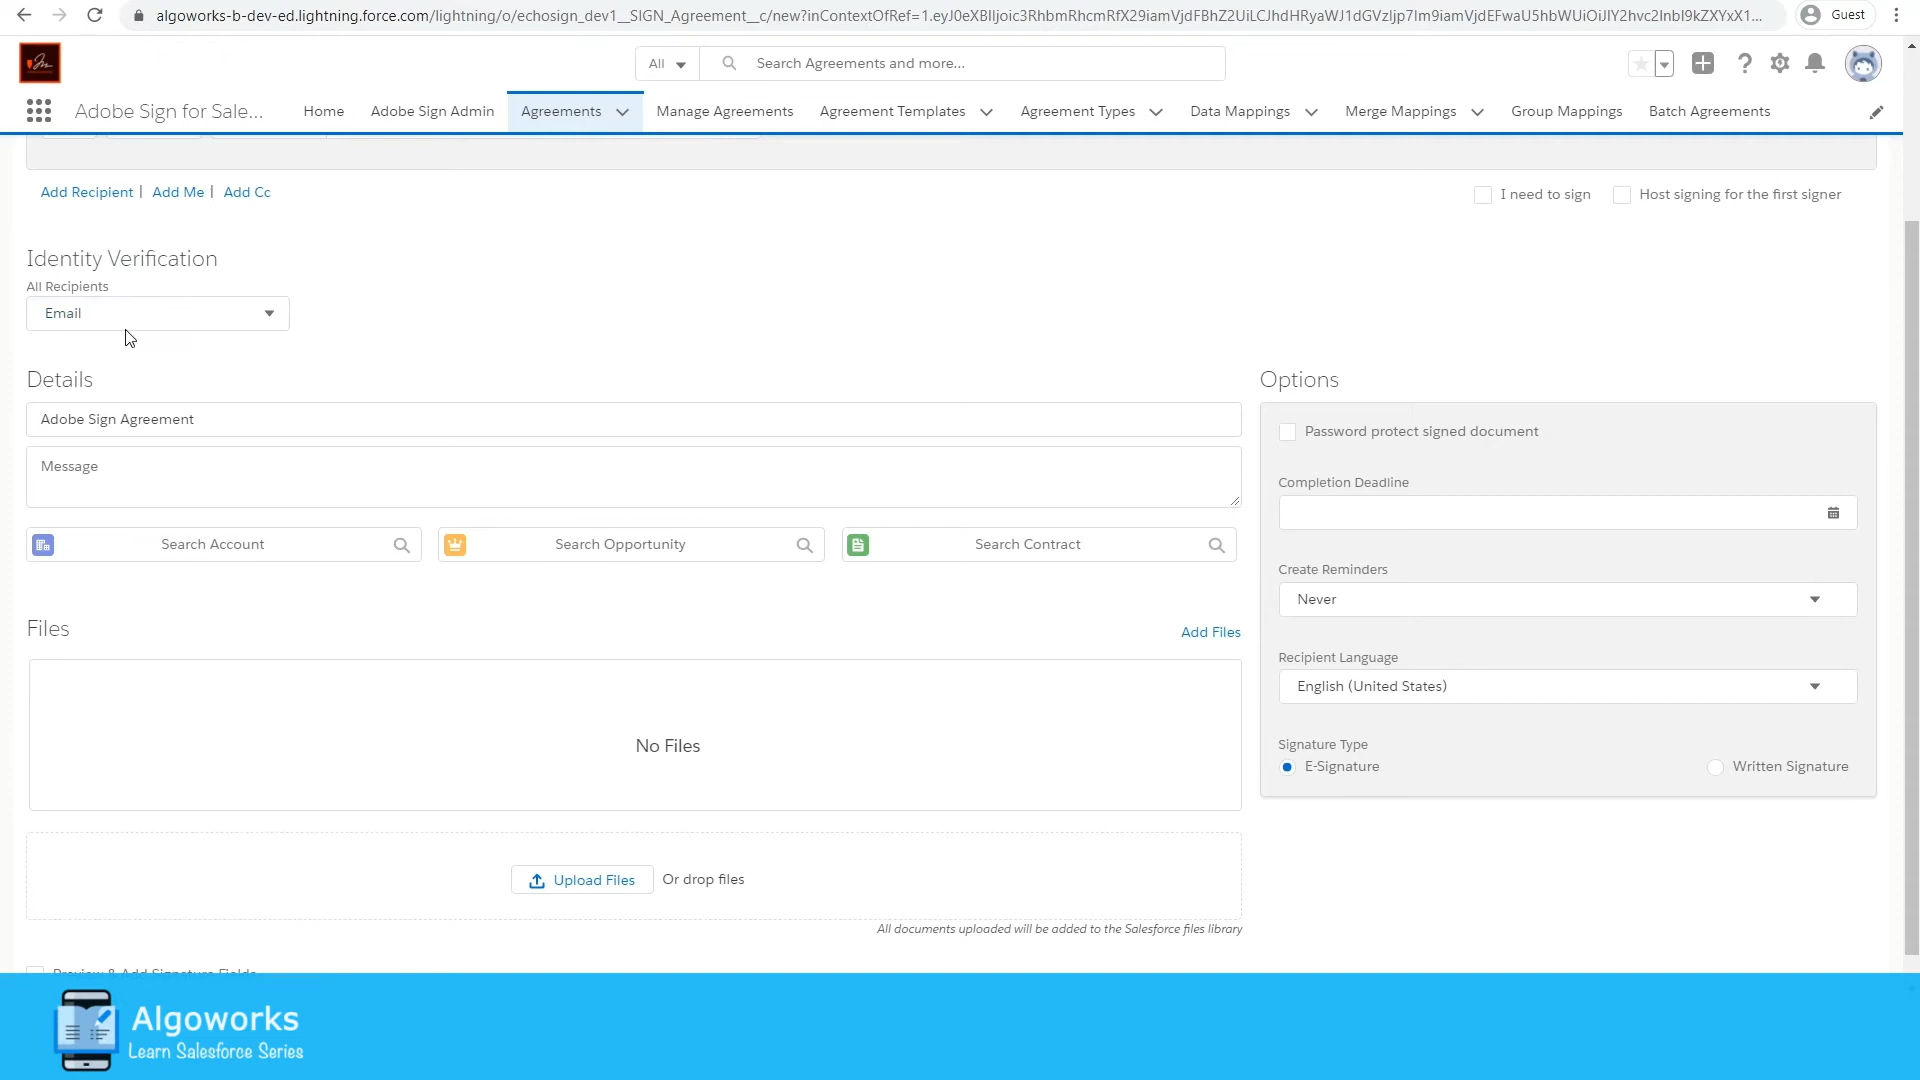 algoworks-b-dev-ed.lightning.force.com/lightning/o/echosign_dev1__SIGN_Agreement__c/new?inContextOfRef=
Guest
All
Search Agreements and more...
Adobe Sign for Sale...
Home
Adobe Sign Admin
Agreements
Manage Agreements
Agreement Templates
Agreement Types
Data Mappings
Merge Mappings
Group Mappings
Batch Agreements
Add Recipient | Add Me | Add Cc
I need to sign
Host signing for the first signer
Identity Verification
All Recipients
Email
Details
Options
Adobe Sign Agreement
Password protect signed document
Message
Completion Deadline
Search Account
Search Opportunity
Search Contract
Create Reminders
Never
Files
Add Files
Recipient Language
English (United States)
No Files
Signature Type
E-Signature
Written Signature
Upload Files
Or drop files
All documents uploaded will be added to the Salesforce files library
Preview & Add Signature Fields
Algoworks
Learn Salesforce Series